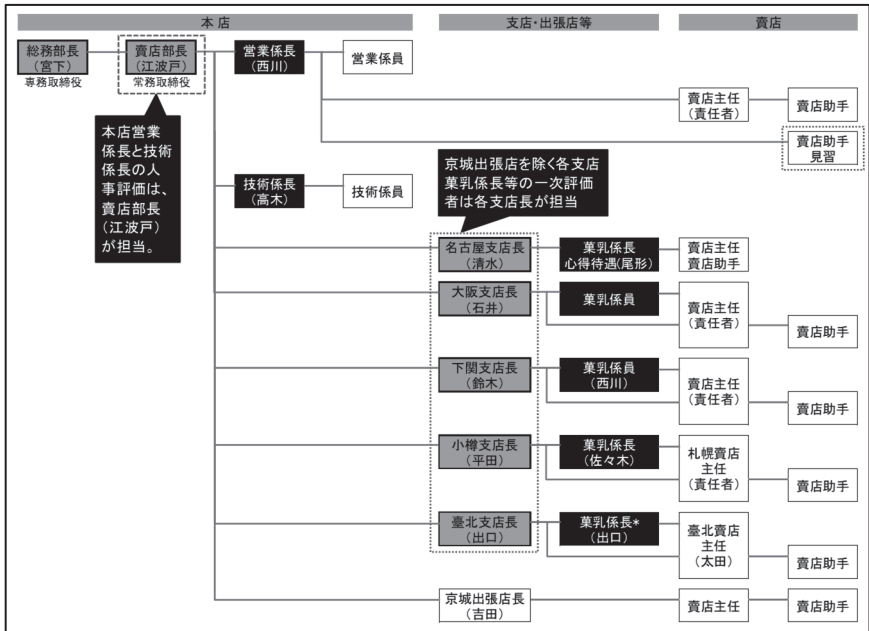 本店
支店・出張店等
賣店
総務部長
(宮下)
専務取締役
賣店部長
(江波戸)
常務取締役
営業係長
(西川)
営業係員
賣店主任
(責任者)
賣店助手
賣店助手
見習
本店営業
係長と技術
係長の人
事評価は、
賣店部長
(江波戸)
が担当。
技術係長
(高木)
技術係員
京城出張店を除く各支店
菓乳係長等の一次評価
者は各支店長が担当
名古屋支店長
(清水)
菓乳係長
心得待遇(尾形)
賣店主任
賣店助手
大阪支店長
(石井)
菓乳係員
賣店主任
(責任者)
賣店助手
下関支店長
(鈴木)
菓乳係員
(西川)
賣店主任
(責任者)
賣店助手
小樽支店長
(平田)
菓乳係長
(佐々木)
札幌賣店
主任
(責任者)
賣店助手
臺北支店長
(出口)
菓乳係長*
(出口)
臺北賣店
主任
(太田)
賣店助手
京城出張店長
(吉田)
賣店主任
賣店助手